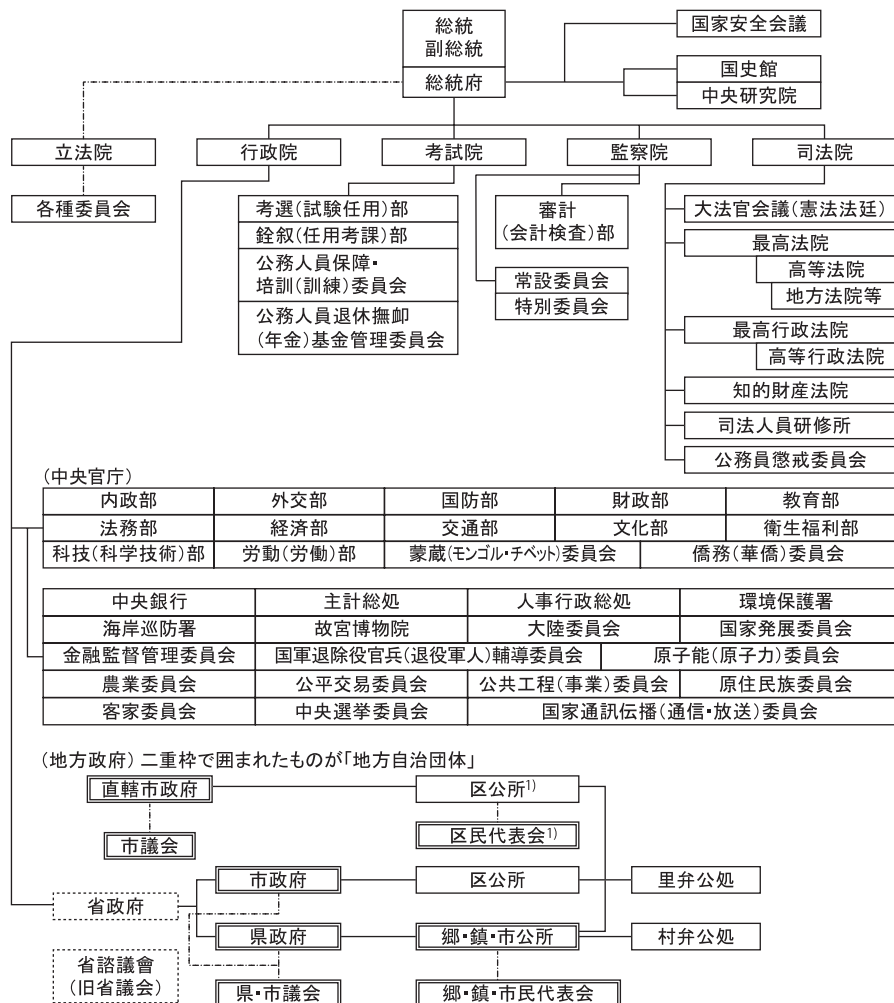 総統
副総統
総統府
国家安全会議
国史館
中央研究院
立法院
行政院
考試院
監察院
司法院
各種委員会
考選(試験任用)部
銓叙(任用考課)部
公務人員保障・
培訓(訓練)委員会
公務人員退休撫卹
(年金)基金管理委員会
審計
(会計検査)部
常設委員会
特別委員会
大法官会議(憲法法廷)
最高法院
高等法院
地方法院等
最高行政法院
高等行政法院
知的財産法院
司法人員研修所
公務員懲戒委員会
(中央官庁)
内政部 外交部 国防部 財政部 教育部
法務部 経済部 交通部 文化部 衛生福利部
科技(科学技術)部 労動(労働)部 蒙蔵(モンゴル・チベット)委員会 僑務(華僑)委員会
中央銀行 主計総処 人事行政総処 環境保護署
海岸巡防署 故宮博物院 大陸委員会 国家発展委員会
金融監督管理委員会 国軍退除役官兵(退役軍人)輔導委員会 原子能(原子力)委員会
農業委員会 公平交易委員会 公共工程(事業)委員会 原住民族委員会
客家委員会 中央選挙委員会 国家通訊伝播(通信・放送)委員会
(地方政府) 二重枠で囲まれたものが「地方自治団体」
直轄市政府 区公所1)
市議会 区民代表会1)
市政府 区公所 里弁公処
省政府
県政府 郷・鎮・市公所 村弁公処
省諮議會
(旧省議会)
県・市議会 郷・鎮・市民代表会